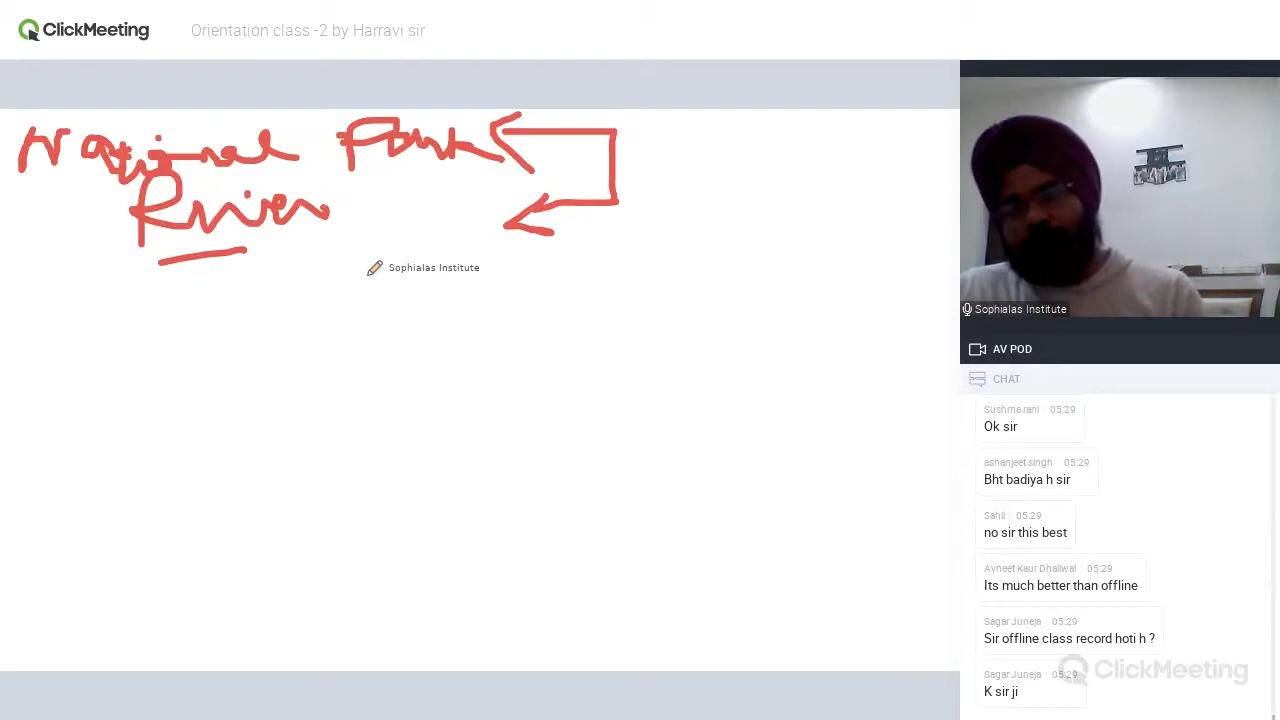 ClickMeeting
Orientation class -2 by Harravi sir
National Park
River
Sophialas Institute
Sophialas Institute
AV POD
CHAT
Sushma rani 05:29
Ok sir
ashanjeet singh 05:29
Bht badiya h sir
Sahil 05:29
no sir this best
Avneet Kaur Dhaliwal 05:29
Its much better than offline
Sagar Juneja 05:29
Sir offline class record hoti h ?
Sagar Juneja 05:29
K sir ji
ClickMeeting